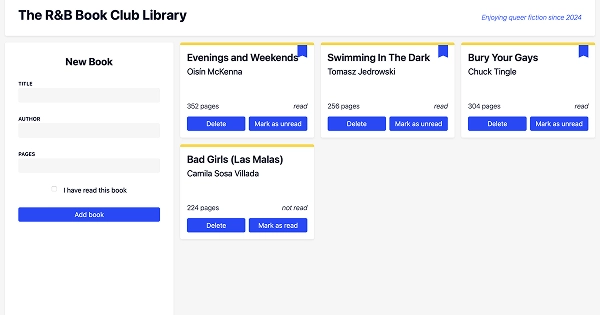 The R&B Book Club Library
Enjoying queer fiction since 2024
New Book
TITLE
AUTHOR
PAGES
I have read this book
Add book
Evenings and Weekends
Oisín McKenna
352 pages read
Delete Mark as unread
Swimming In The Dark
Tomasz Jedrowski
256 pages read
Delete Mark as unread
Bury Your Gays
Chuck Tingle
304 pages read
Delete Mark as unread
Bad Girls (Las Malas)
Camila Sosa Villada
224 pages not read
Delete Mark as read